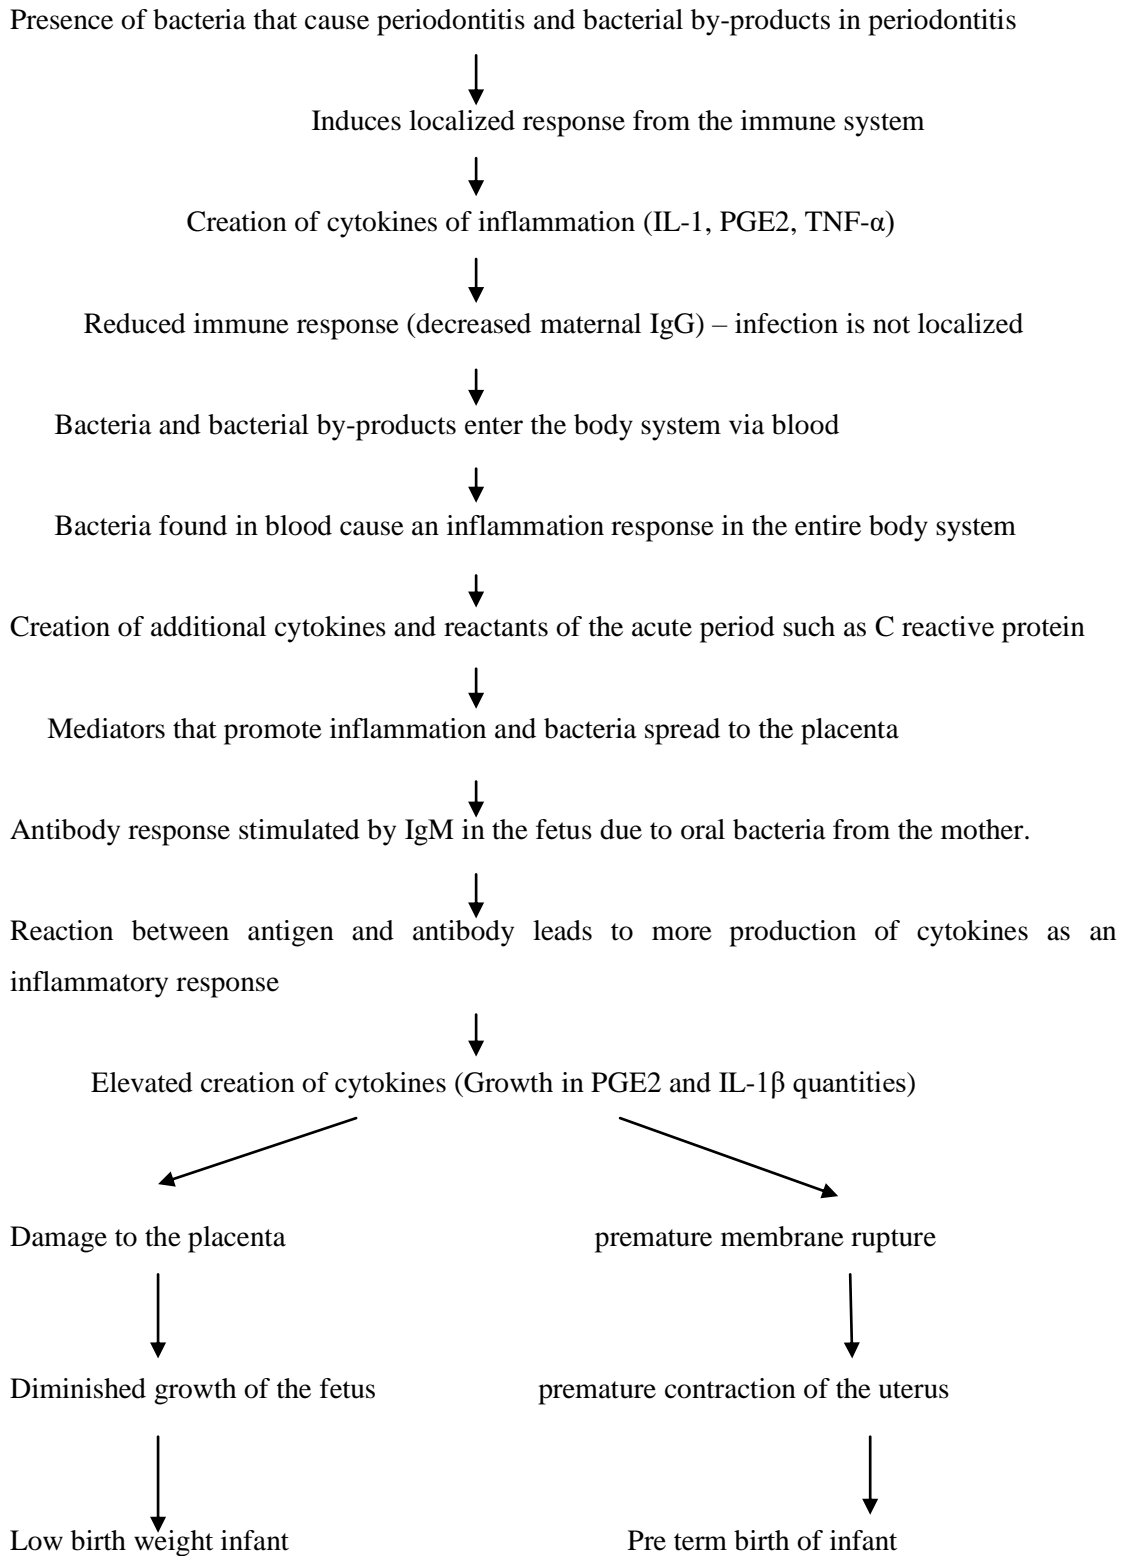 Presence of bacteria that cause periodontitis and bacterial by-products in periodontitis
Induces localized response from the immune system
Creation of cytokines of inflammation (IL-1, PGE2, TNF-α)
Reduced immune response (decreased maternal IgG) – infection is not localized
Bacteria and bacterial by-products enter the body system via blood
Bacteria found in blood cause an inflammation response in the entire body system
Creation of additional cytokines and reactants of the acute period such as C reactive protein
Mediators that promote inflammation and bacteria spread to the placenta
Antibody response stimulated by IgM in the fetus due to oral bacteria from the mother.
Reaction between antigen and antibody leads to more production of cytokines as an
inflammatory response
Elevated creation of cytokines (Growth in PGE2 and IL-1β quantities)
Damage to the placenta
premature membrane rupture
Diminished growth of the fetus
premature contraction of the uterus
Low birth weight infant
Pre term birth of infant